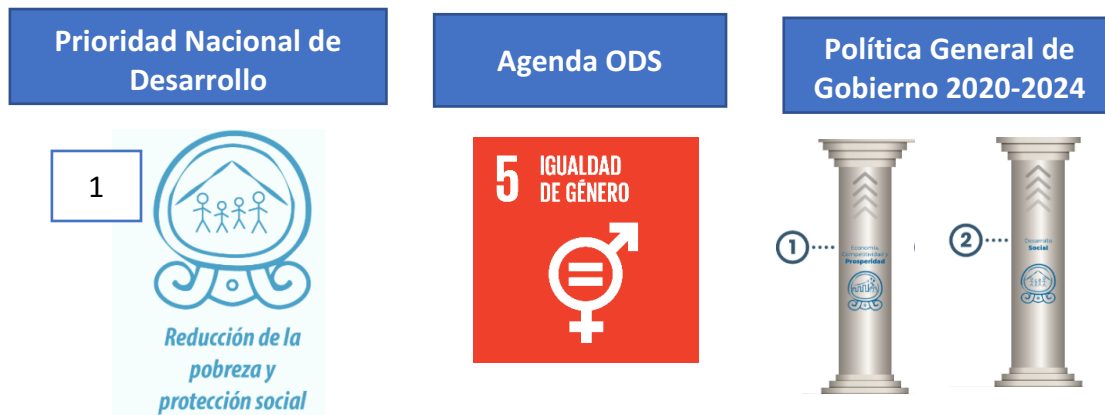 Prioridad Nacional de
Desarrollo
1
Reducción de la
pobreza y
protección social
Agenda ODS
5 IGUALDAD
DE GÉNERO
Política General de
Gobierno 2020-2024
1
Economía,
Competitividad y
Prosperidad
2
Desarrollo
Social